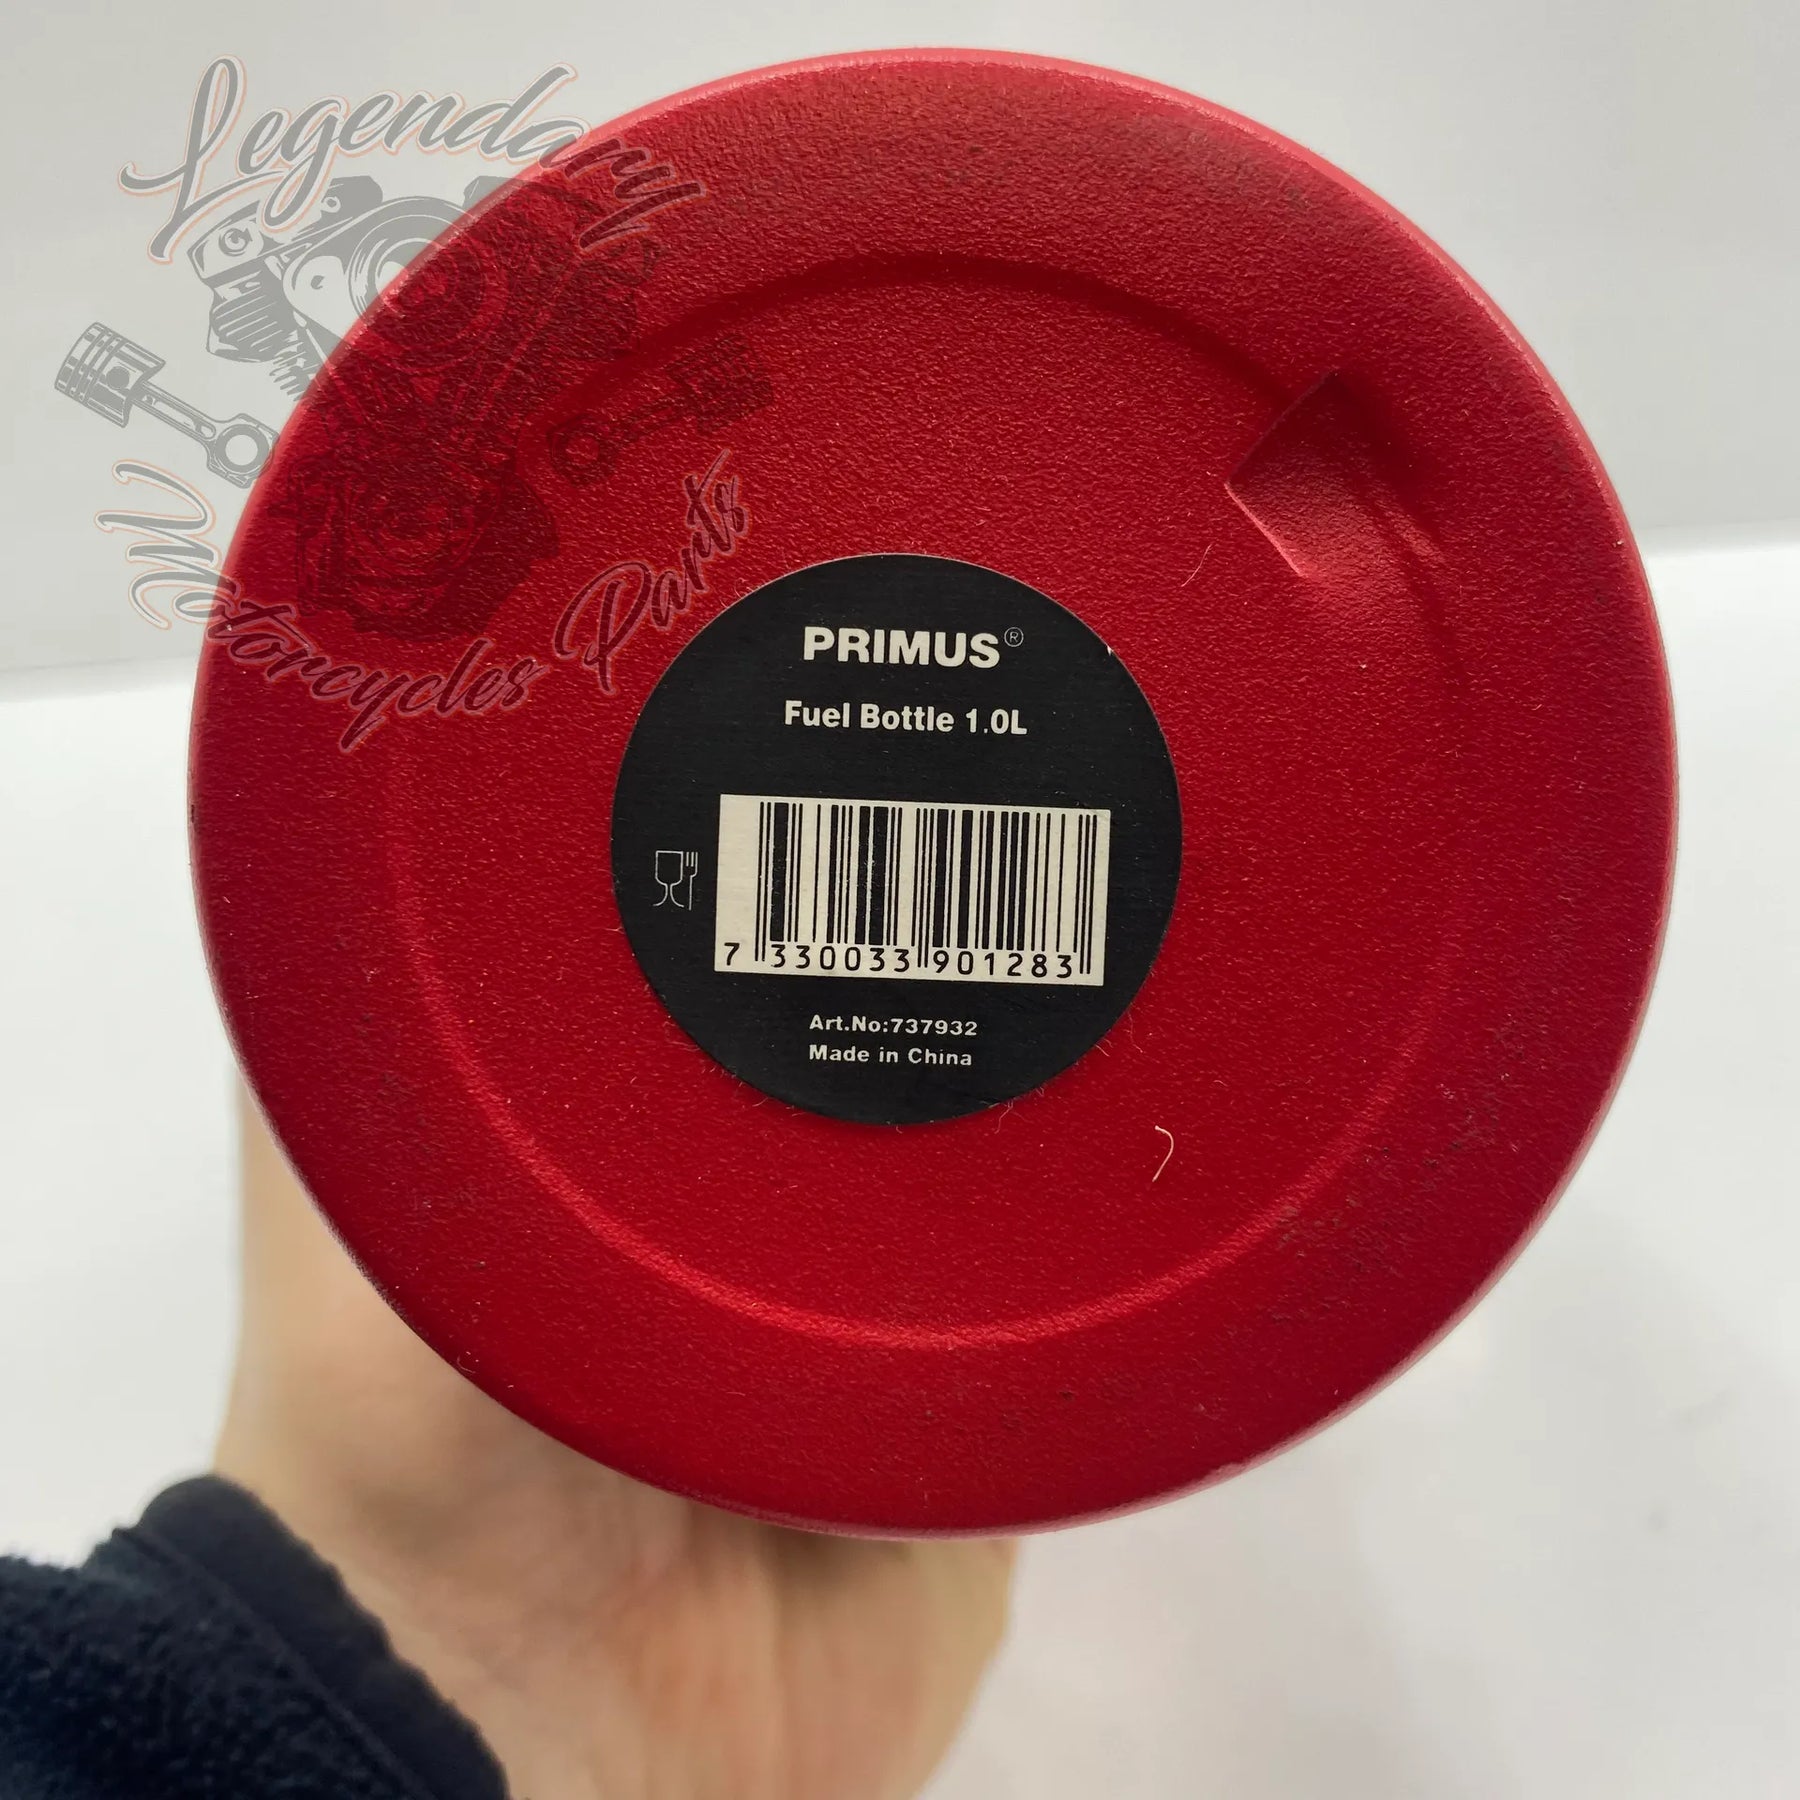 Legendary
Motorcycles Parts
PRIMUS®
Fuel Bottle 1.0L
7 330033 901283
Art.No:737932
Made in China